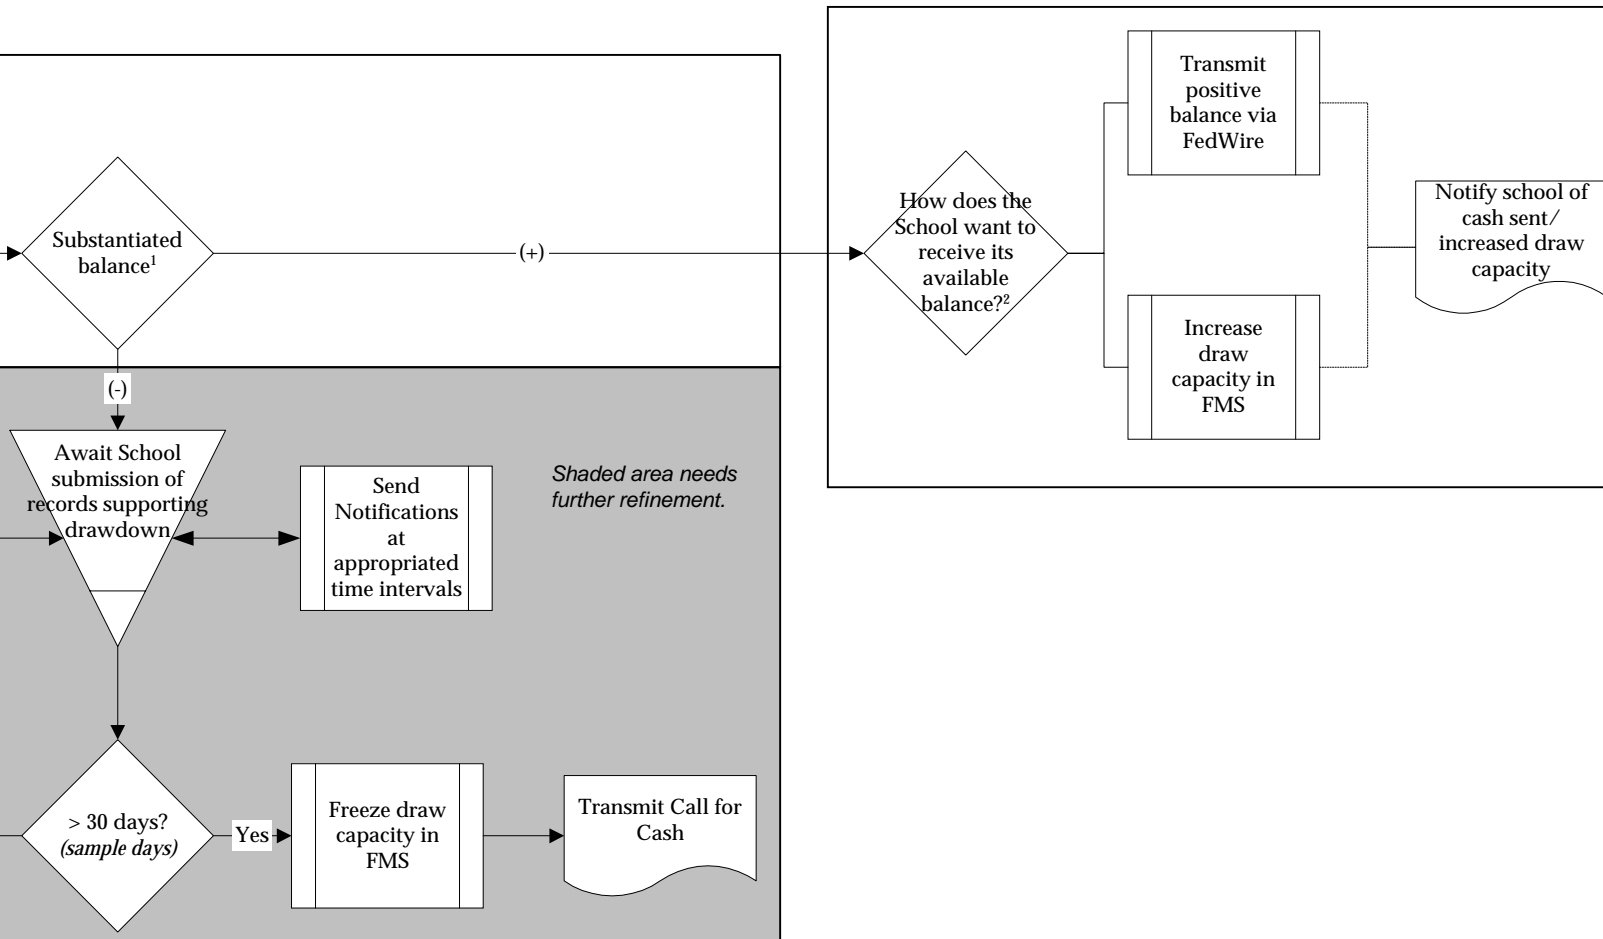 Transmit
positive
balance via
FedWire
How does the
School want to
receive its
available
balance?²
Notify school of
cash sent/
increased draw
capacity
Substantiated
balance¹
(+)
Increase
draw
capacity in
FMS
(-)
Await School
submission of
records supporting
drawdown
Send
Notifications
at
appropriated
time intervals
Shaded area needs
further refinement.
> 30 days?
(sample days)
Yes
Freeze draw
capacity in
FMS
Transmit Call for
Cash